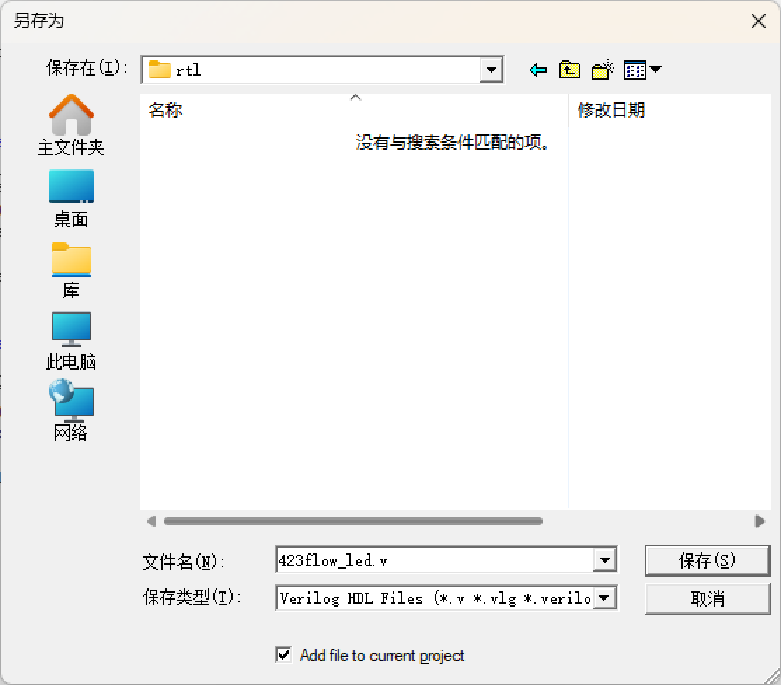 另存为
保存在(I):
rtl
名称
修改日期
没有与搜索条件匹配的项。
主文件夹
桌面
库
此电脑
网络
文件名(N):
423flow_led.v
保存(S)
保存类型(T):
Verilog HDL Files (*.v *.vlg *.verilo
取消
Add file to current project